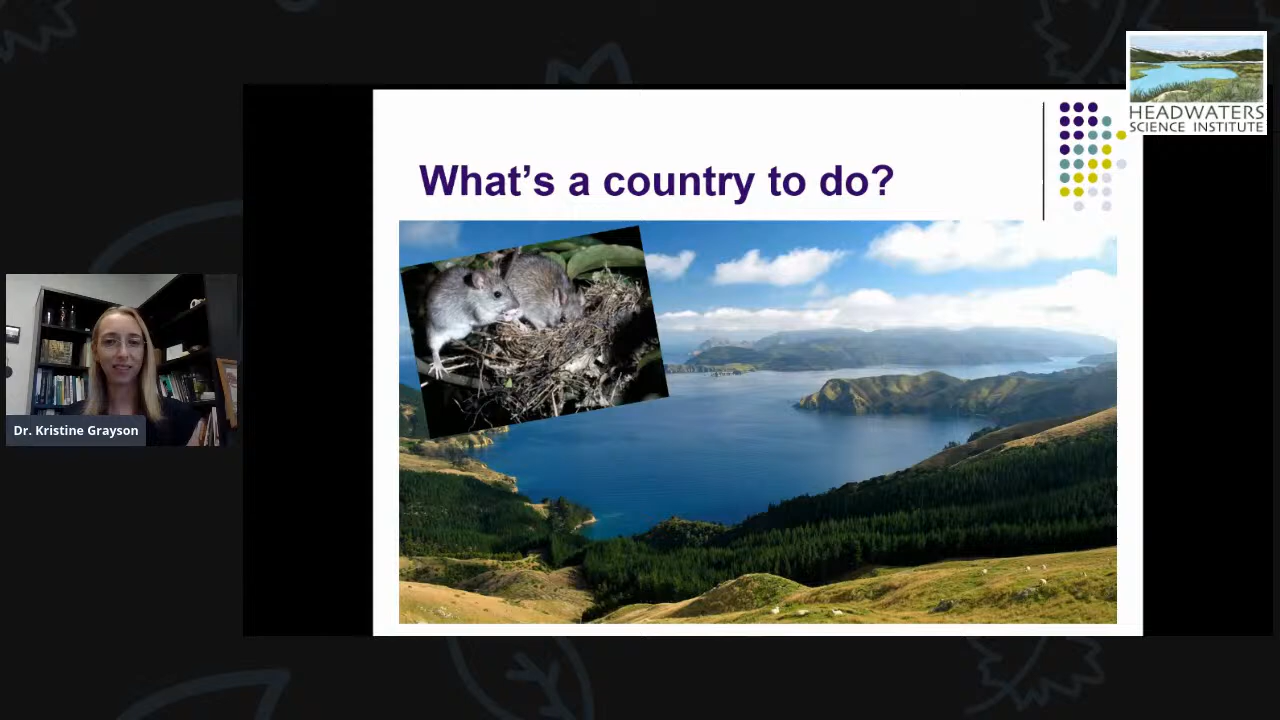 HEADWATERS
SCIENCE INSTITUTE
What's a country to do?
Dr. Kristine Grayson